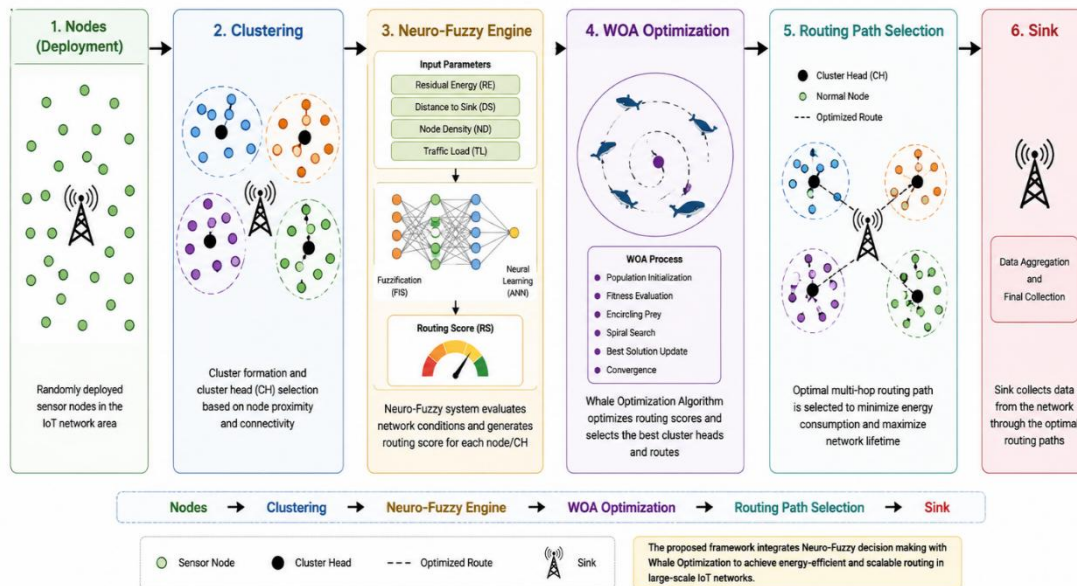 1. Nodes
(Deployment)
Randomly deployed
sensor nodes in the
IoT network area
2. Clustering
Cluster formation and
cluster head (CH) selection
based on node proximity
and connectivity
3. Neuro-Fuzzy Engine
Input Parameters
Residual Energy (RE)
Distance to Sink (DS)
Node Density (ND)
Traffic Load (TL)
Fuzzification
(FIS)
Neural
Learning
(ANN)
Routing Score (RS)
Neuro-Fuzzy system evaluates
network conditions and generates
routing score for each node/CH
4. WOA Optimization
WOA Process
Population Initialization
Fitness Evaluation
Encircling Prey
Spiral Search
Best Solution Update
Convergence
Whale Optimization Algorithm
optimizes routing scores and
selects the best cluster heads
and routes
5. Routing Path Selection
Cluster Head (CH)
Normal Node
Optimized Route
Optimal multi-hop routing path
is selected to minimize energy
consumption and maximize
network lifetime
6. Sink
Data Aggregation
and
Final Collection
Sink collects data
from the network
through the optimal
routing paths
Nodes Clustering Neuro-Fuzzy Engine WOA Optimization Routing Path Selection Sink
Sensor Node Cluster Head Optimized Route Sink
The proposed framework integrates Neuro-Fuzzy decision making with
Whale Optimization to achieve energy-efficient and scalable routing in
large-scale IoT networks.